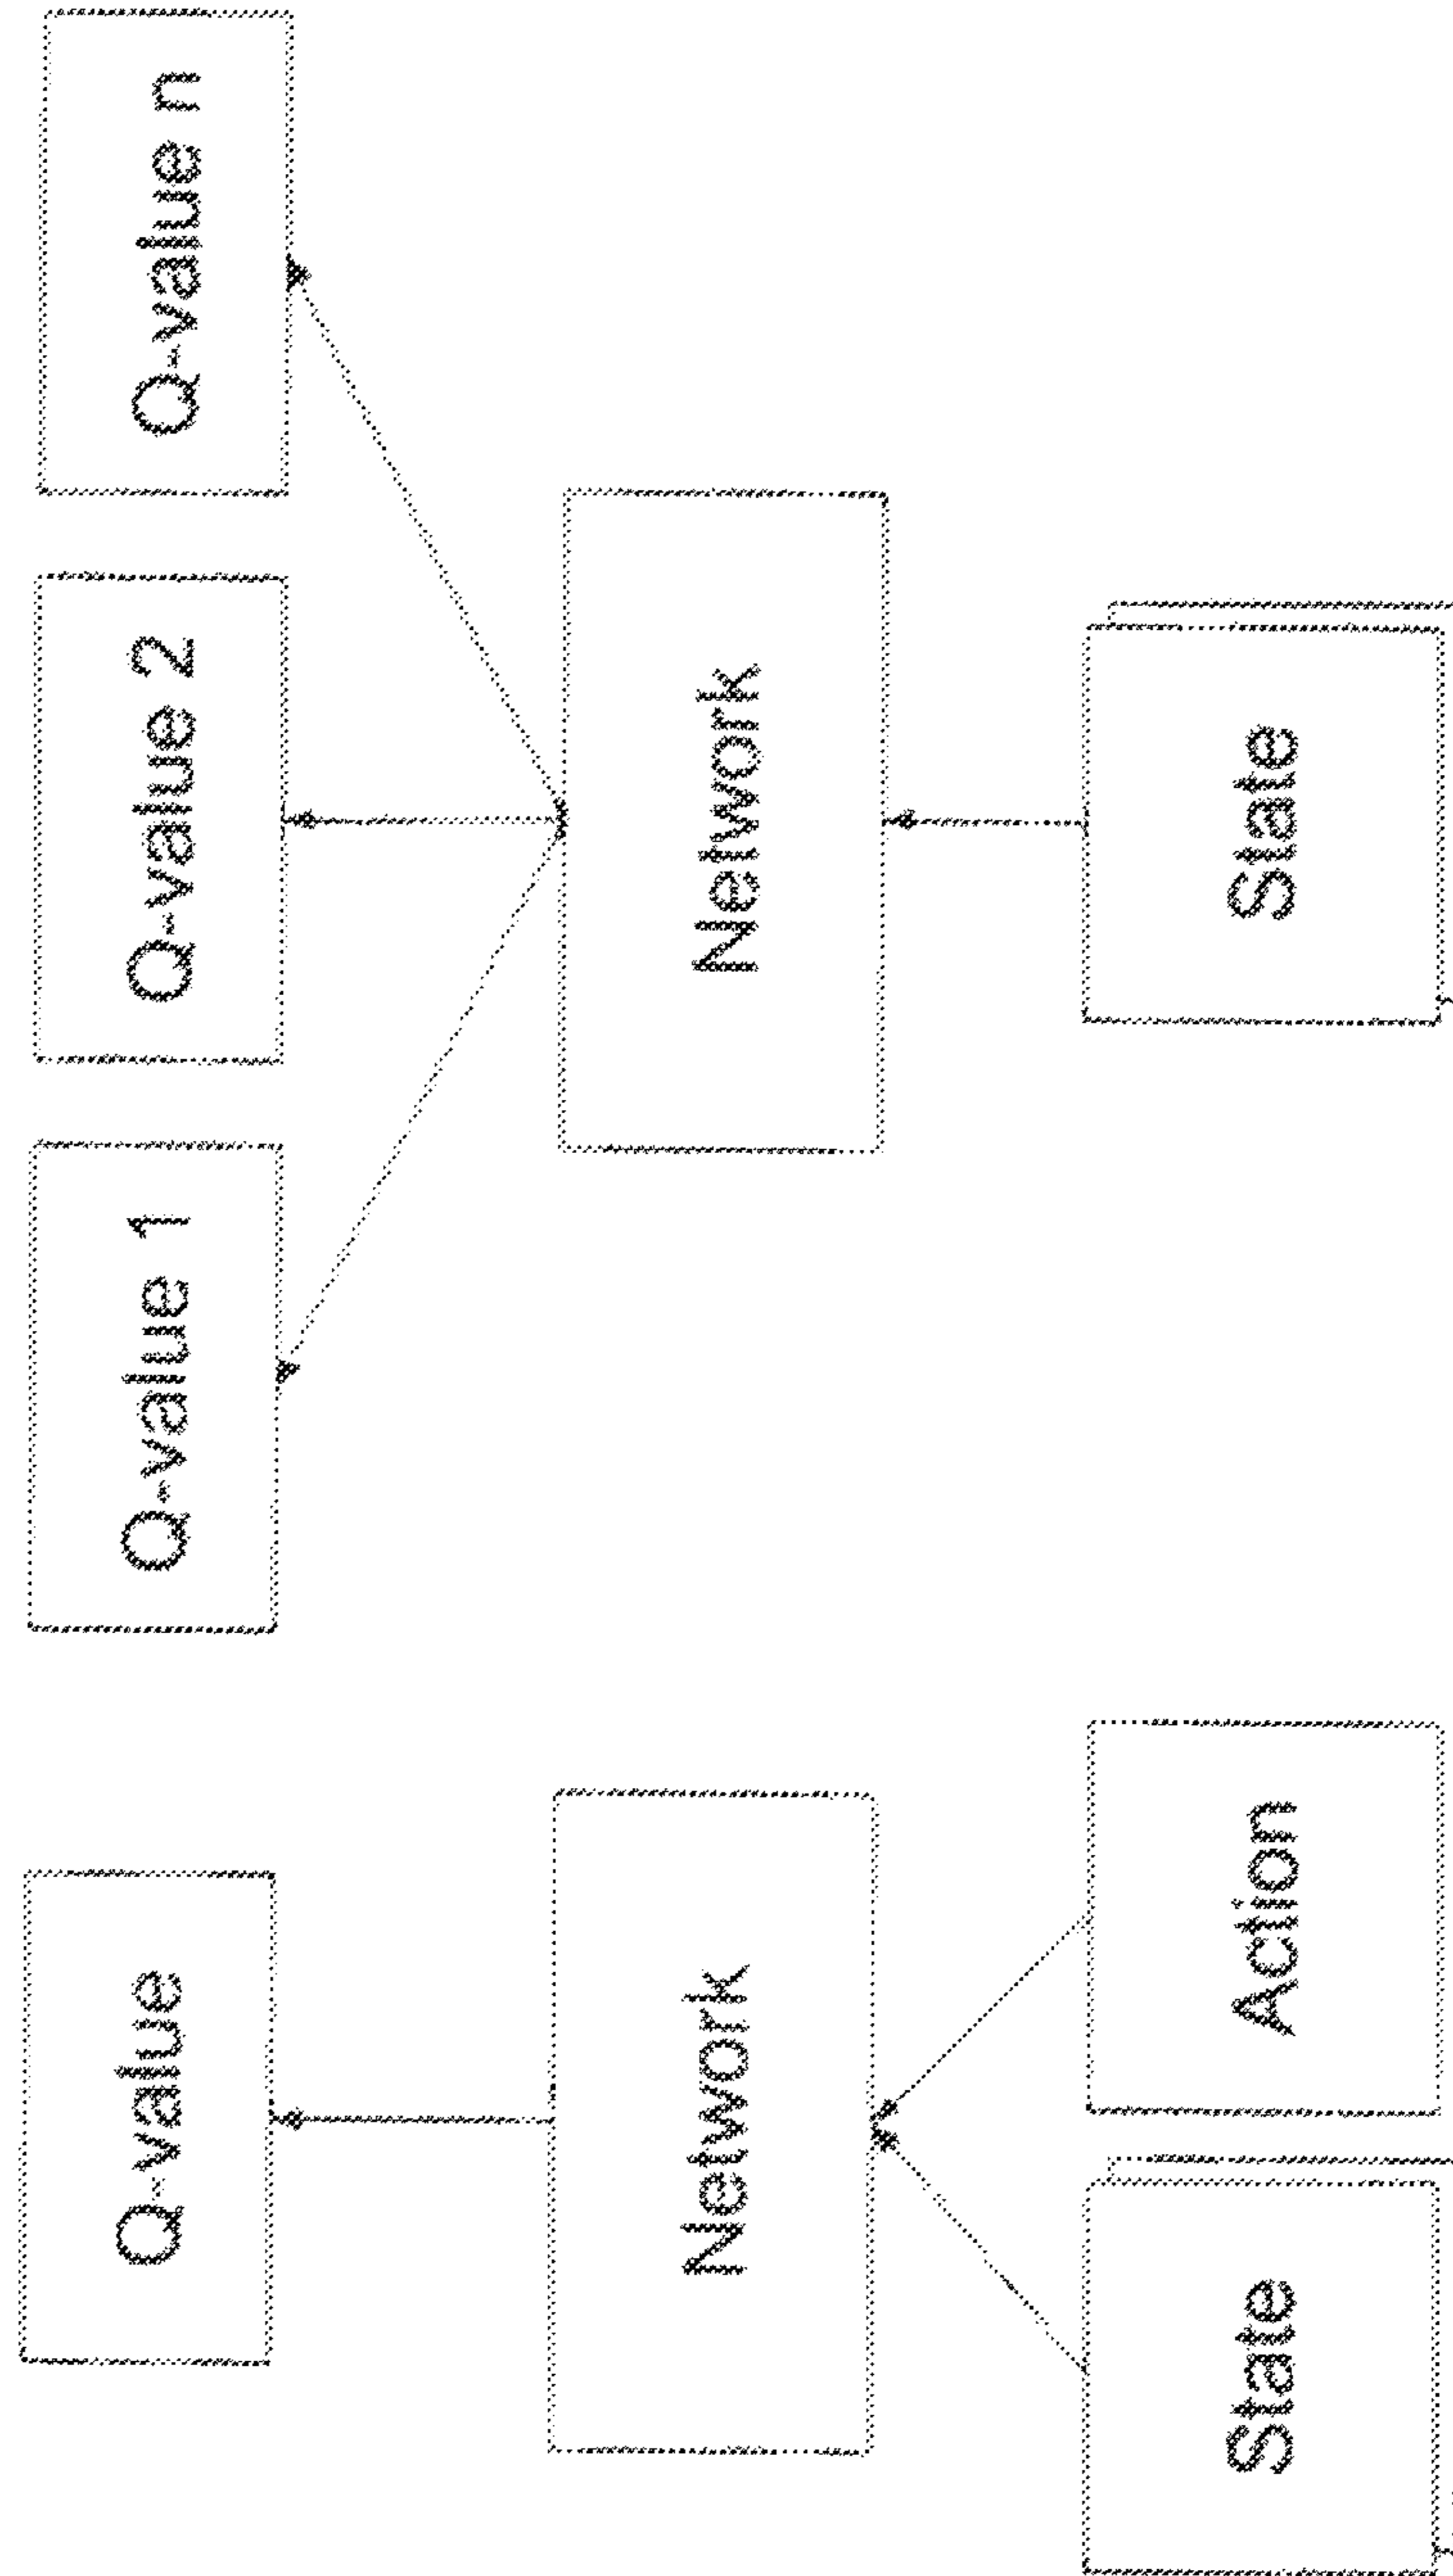 Q-value
Q-value 1
Q-value 2
Q-value n
Network
Network
State
Action
State